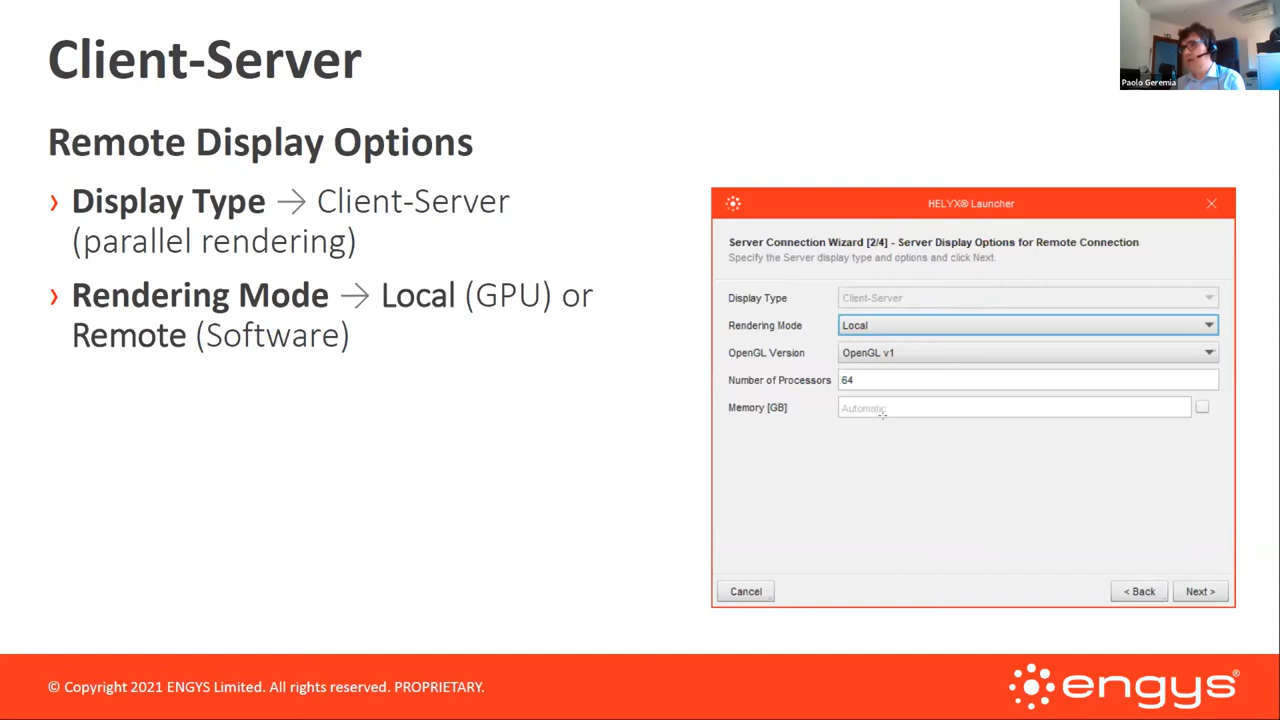 Client-Server
Paolo Geremia
Remote Display Options
› Display Type → Client-Server
(parallel rendering)
› Rendering Mode → Local (GPU) or
Remote (Software)
HELYX® Launcher
Server Connection Wizard [2/4] - Server Display Options for Remote Connection
Specify the Server display type and options and click Next.
Display Type Client-Server
Rendering Mode Local
OpenGL Version OpenGL v1
Number of Processors 64
Memory [GB] Automatic
Cancel < Back Next >
© Copyright 2021 ENGYS Limited. All rights reserved. PROPRIETARY.
engys®